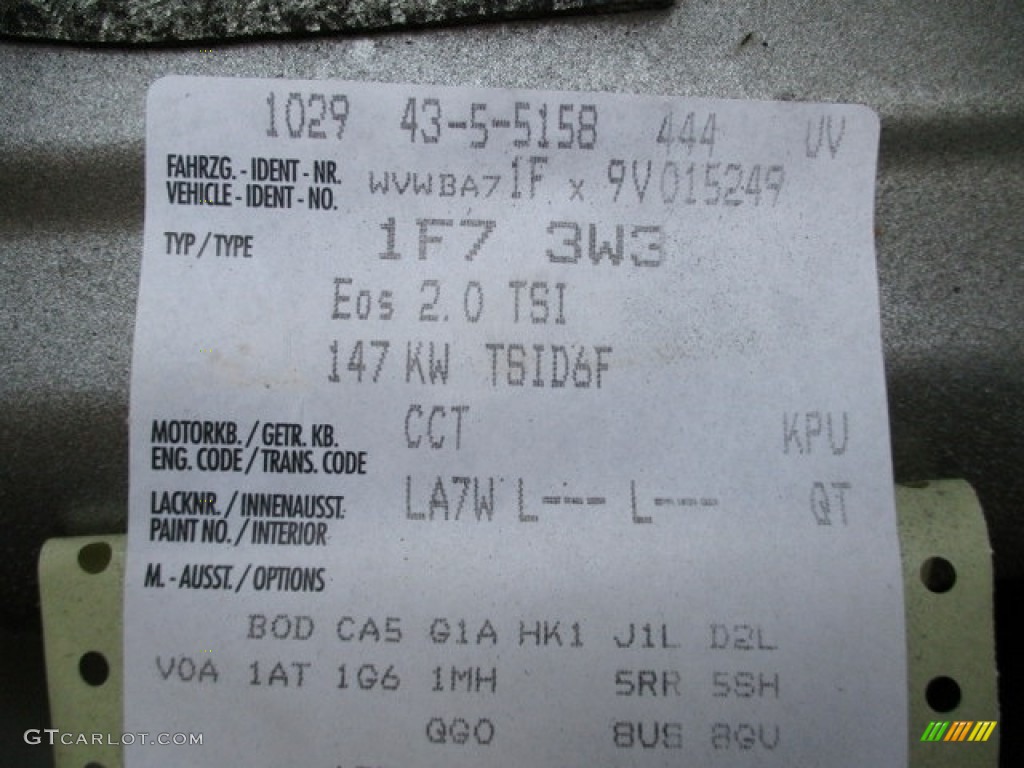 1029 43-5-5158 444 UV
FAHRZG. - IDENT - NR.
VEHICLE - IDENT - NO. WVWBA71F x 9V015249
TYP / TYPE 1F7 3W3
Eos 2.0 TSI
147 KW TSID6F
MOTORKB. / GETR. KB. CCT KPU
ENG. CODE / TRANS. CODE
LACKNR. / INNENAUSST. LA7W L--- L--- QT
PAINT NO. / INTERIOR
M. - AUSST. / OPTIONS
B0D CA5 G1A HK1 J1L D2L
V0A 1AT 1G6 1MH 5RR 5SH
QG0 8GU
GTCARLOT.COM